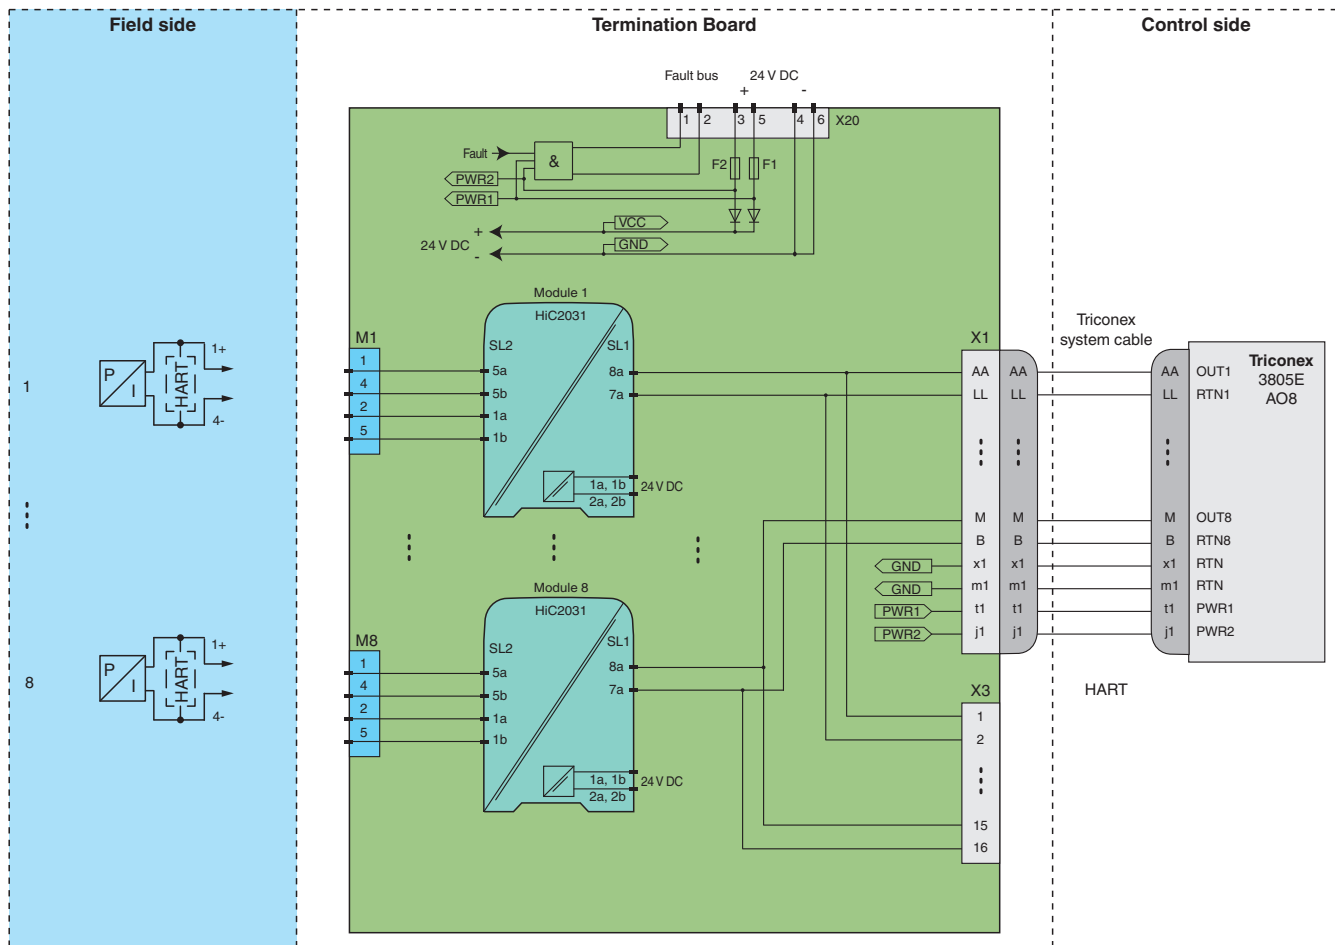 Field side
Termination Board
Control side
Fault bus
24 V DC
+
-
1
2
3
5
4
6
X20
Fault
&
F2
F1
PWR2
PWR1
VCC
+
24 V DC
GND
-
Module 1
HiC2031
M1
SL2
SL1
1
5a
8a
4
5b
7a
2
1a
5
1b
1a, 1b
24 V DC
2a, 2b
1
P
I
HART
1+
4-
X1
Triconex
system cable
AA
AA
AA
OUT1
LL
LL
LL
RTN1
Triconex
3805E
AO8
M
M
M
OUT8
B
B
B
RTN8
GND
x1
x1
x1
RTN
GND
m1
m1
m1
RTN
PWR1
t1
t1
t1
PWR1
PWR2
j1
j1
j1
PWR2
Module 8
HiC2031
M8
SL2
SL1
1
5a
8a
4
5b
7a
2
1a
5
1b
1a, 1b
24 V DC
2a, 2b
8
P
I
HART
1+
4-
X3
HART
1
2
15
16